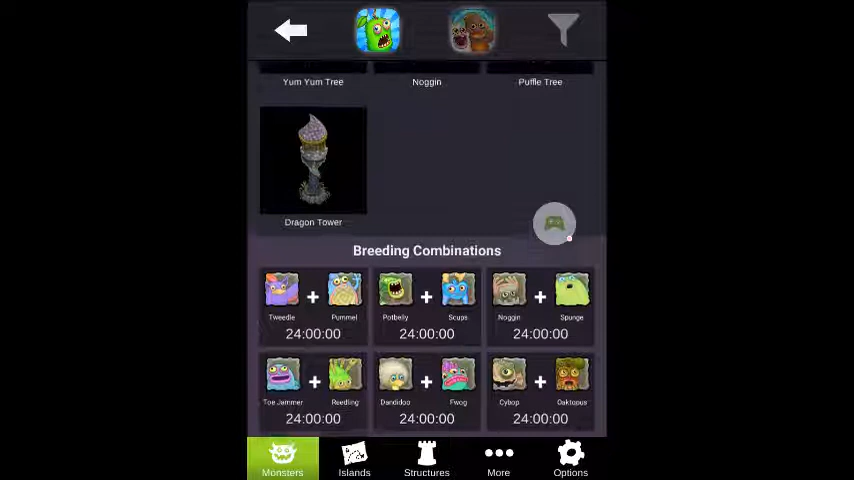 Yum Yum Tree Noggin Puffle Tree
Dragon Tower
Breeding Combinations
Tweedle + Pummel Potbelly + Scups Noggin + Spunge
24:00:00 24:00:00 24:00:00
Toe Jammer + Reedling Dandidoo + Fwog Cybop + Oaktopus
24:00:00 24:00:00 24:00:00
Monsters Islands Structures More Options